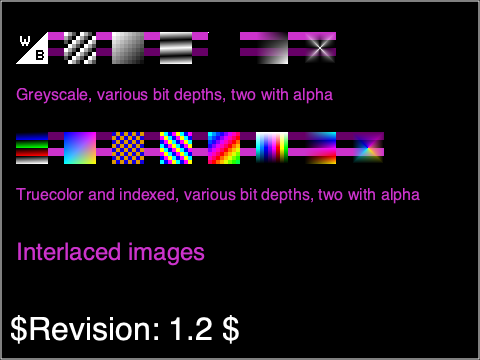 W
B
Greyscale, various bit depths, two with alpha
Truecolor and indexed, various bit depths, two with alpha
Interlaced images
$Revision: 1.2 $